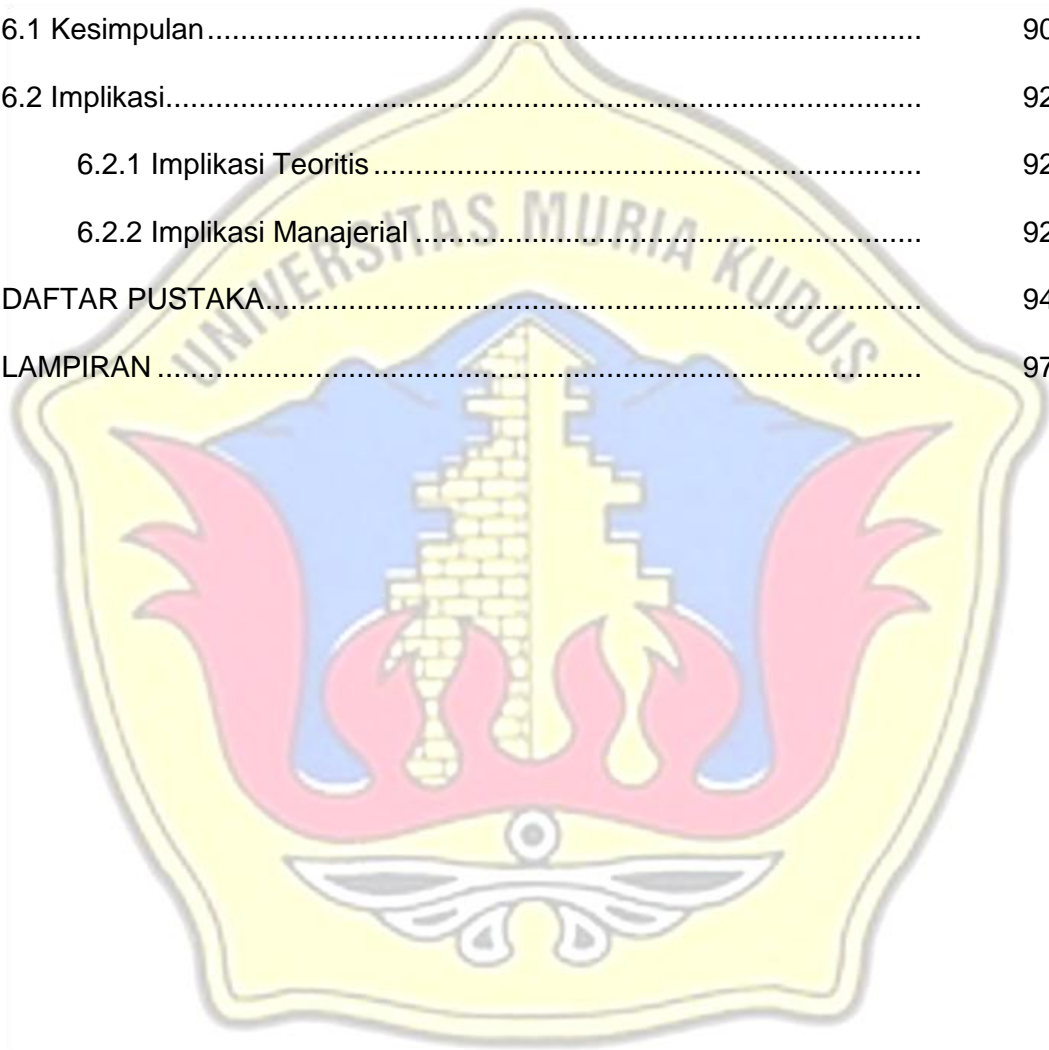 6.1 Kesimpulan.......................................................................................... 90
6.2 Implikasi............................................................................................... 92
6.2.1 Implikasi Teoritis..................................................................... 92
6.2.2 Implikasi Manajerial................................................................ 92
UNIVERSITAS MURIA KUDUS
DAFTAR PUSTAKA.................................................................................. 94
LAMPIRAN................................................................................................ 97